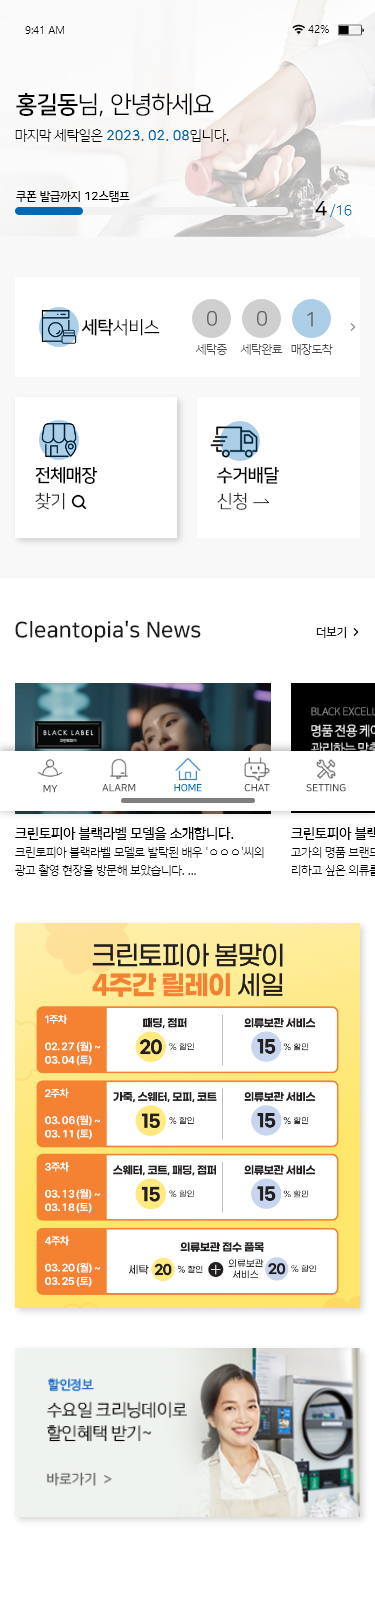 9:41 AM
42%
홍길동님, 안녕하세요
마지막 세탁일은 2023. 02. 08입니다.
쿠폰 발급까지 12스탬프
4 /16
세탁서비스
0 0 1
세탁중 세탁완료 매장도착
전체매장
찾기
수거배달
신청
Cleantopia's News
더보기
BLACK LABEL
크린토피아
BLACK EXCELL
명품 전용 케어
관리하는 맞춤
MY ALARM HOME CHAT SETTING
크린토피아 블랙라벨 모델을 소개합니다.
크린토피아 블랙라벨 모델로 발탁된 배우 'ㅇㅇㅇ'씨의
광고 촬영 현장을 방문해 보았습니다. ...
크린토피아 블랙
고가의 명품 브랜드
리하고 싶은 의류를
크린토피아 봄맞이
4주간 릴레이 세일
1주차
02.27 (월) ~
03.04 (토)
패딩, 점퍼
20 % 할인
의류보관 서비스
15 % 할인
2주차
03.06 (월) ~
03. 11 (토)
가죽, 스웨터, 모피, 코트
15 % 할인
의류보관 서비스
15 % 할인
3주차
03.13 (월) ~
03.18 (토)
스웨터, 코트, 패딩, 점퍼
15 % 할인
의류보관 서비스
15 % 할인
4주차
03.20 (월) ~
03.25 (토)
의류보관 접수 품목
세탁 20 % 할인
의류보관
서비스
20 % 할인
할인정보
수요일 크리닝데이로
할인혜택 받기~
바로가기 >